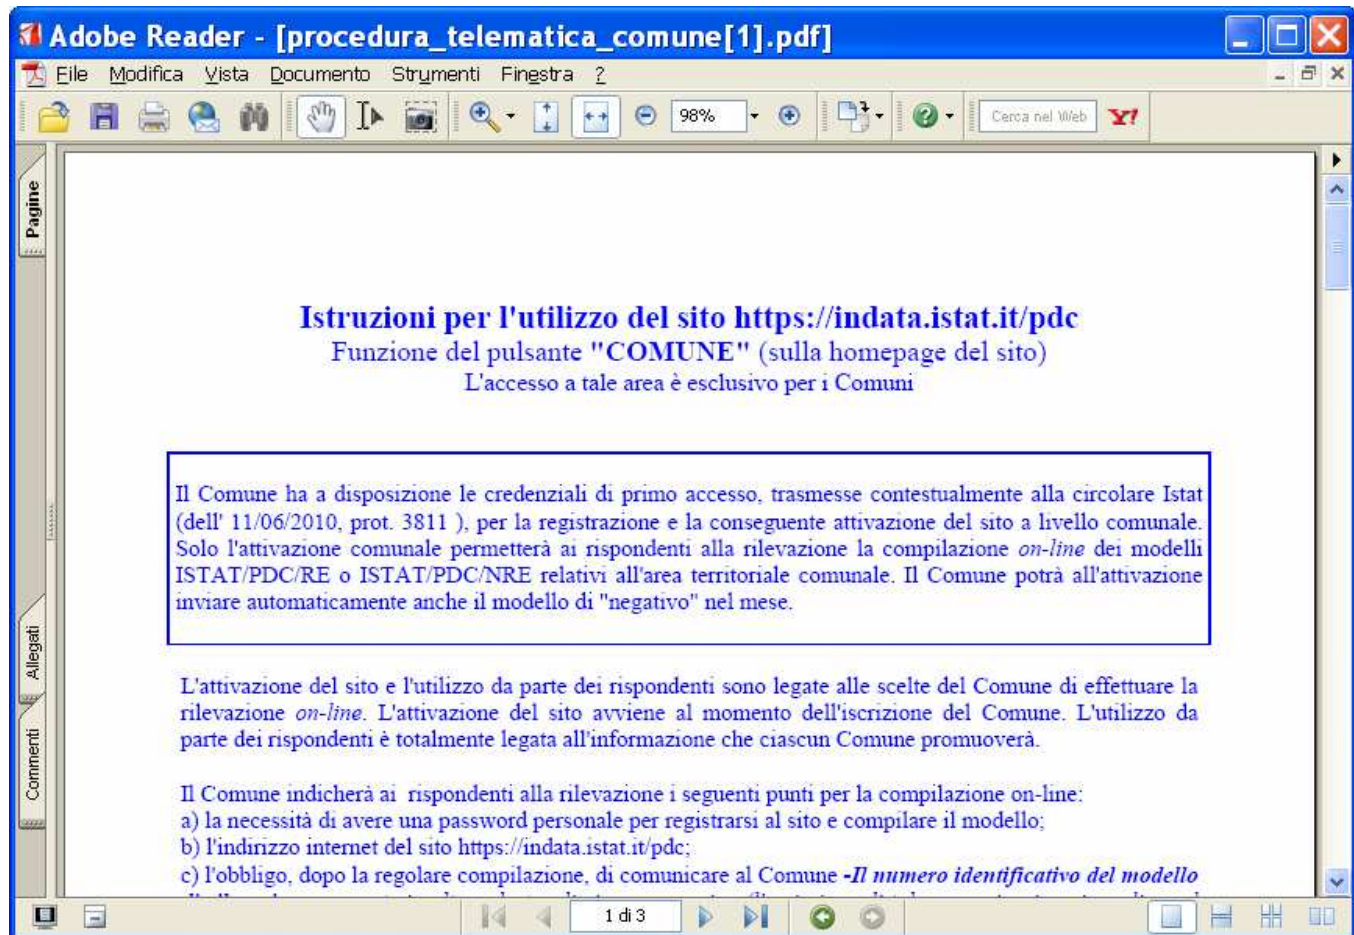 Adobe Reader - [procedura_telematica_comune[1].pdf]
File Modifica Vista Documento Strumenti Finestra ?
98%
Cerca nel Web
Y!
Pagine
Istruzioni per l'utilizzo del sito https://indata.istat.it/pdc
Funzione del pulsante "COMUNE" (sulla homepage del sito)
L'accesso a tale area è esclusivo per i Comuni
Il Comune ha a disposizione le credenziali di primo accesso, trasmesse contestualmente alla circolare Istat
(dell' 11/06/2010, prot. 3811 ), per la registrazione e la conseguente attivazione del sito a livello comunale.
Solo l'attivazione comunale permetterà ai rispondenti alla rilevazione la compilazione on-line dei modelli
ISTAT/PDC/RE o ISTAT/PDC/NRE relativi all'area territoriale comunale. Il Comune potrà all'attivazione
inviare automaticamente anche il modello di "negativo" nel mese.
Allegati
L'attivazione del sito e l'utilizzo da parte dei rispondenti sono legate alle scelte del Comune di effettuare la
rilevazione on-line. L'attivazione del sito avviene al momento dell'iscrizione del Comune. L'utilizzo da
parte dei rispondenti è totalmente legata all'informazione che ciascun Comune promuoverà.
Commenti
Il Comune indicherà ai rispondenti alla rilevazione i seguenti punti per la compilazione on-line:
a) la necessità di avere una password personale per registrarsi al sito e compilare il modello;
b) l'indirizzo internet del sito https://indata.istat.it/pdc;
c) l'obbligo, dopo la regolare compilazione, di comunicare al Comune -Il numero identificativo del modello
1 di 3